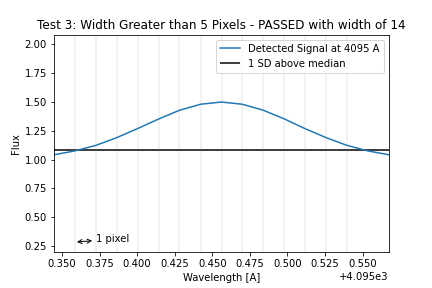 Test 3: Width Greater than 5 Pixels - PASSED with width of 14
2.00
1.75
1.50
1.25
1.00
0.75
0.50
0.25
Flux
Detected Signal at 4095 A
1 SD above median
1 pixel
0.350 0.375 0.400 0.425 0.450 0.475 0.500 0.525 0.550
Wavelength [A]
+4.095e3